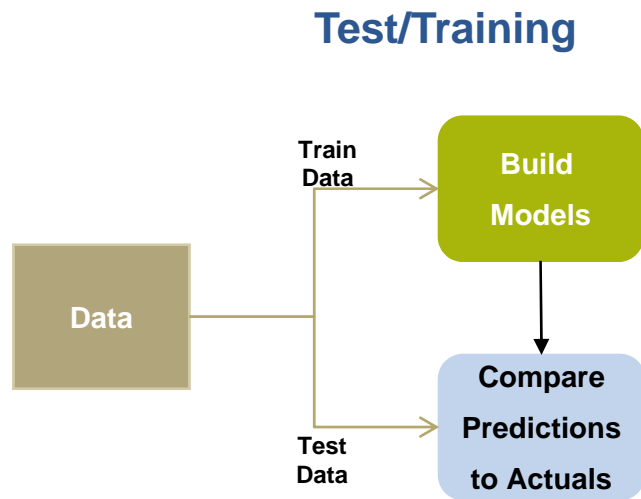 Test/Training
Train
Data
Build
Models
Data
Compare
Predictions
to Actuals
Test
Data